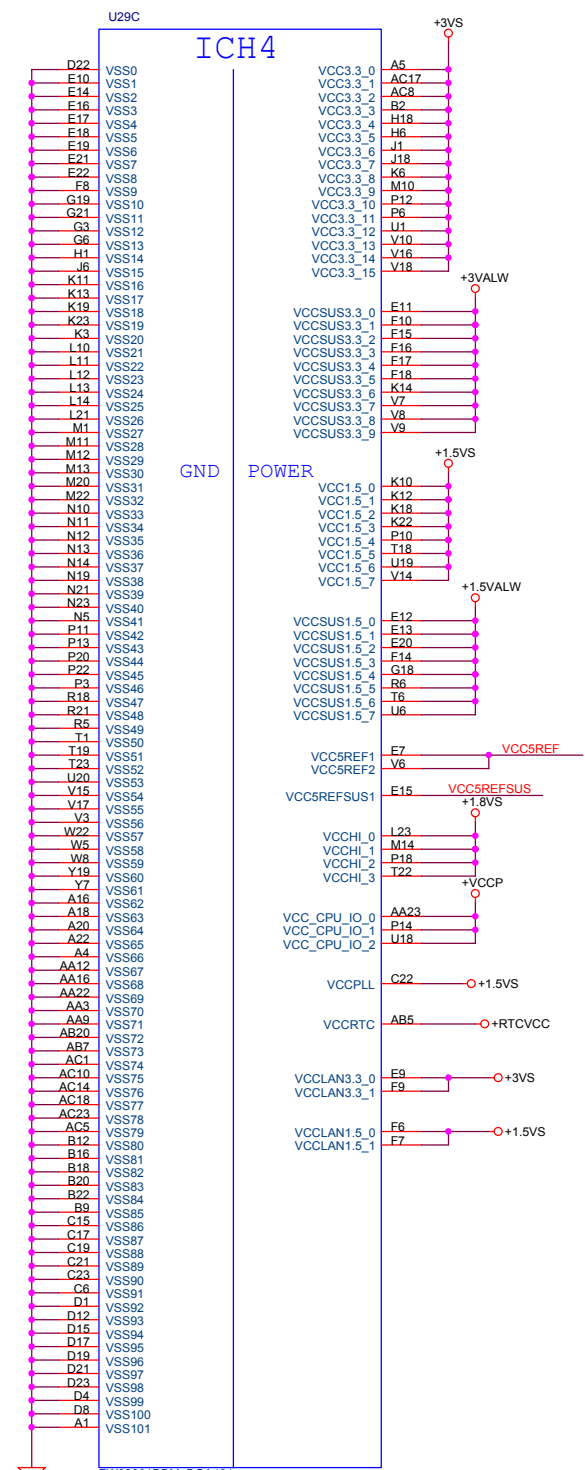 U29C
ICH4
GND
POWER
D22 VSS0
E10 VSS1
E14 VSS2
E16 VSS3
E17 VSS4
E18 VSS5
E19 VSS6
E21 VSS7
E22 VSS8
F8 VSS9
G19 VSS10
G21 VSS11
G3 VSS12
G6 VSS13
H1 VSS14
J6 VSS15
K11 VSS16
K13 VSS17
K19 VSS18
K23 VSS19
K3 VSS20
L10 VSS21
L11 VSS22
L12 VSS23
L13 VSS24
L14 VSS25
L21 VSS26
M1 VSS27
M11 VSS28
M12 VSS29
M13 VSS30
M20 VSS31
M22 VSS32
N10 VSS33
N11 VSS34
N12 VSS35
N13 VSS36
N14 VSS37
N19 VSS38
N21 VSS39
N23 VSS40
N5 VSS41
P11 VSS42
P13 VSS43
P20 VSS44
P22 VSS45
P3 VSS46
R18 VSS47
R21 VSS48
R5 VSS49
T1 VSS50
T19 VSS51
T23 VSS52
U20 VSS53
V15 VSS54
V17 VSS55
V3 VSS56
W22 VSS57
W5 VSS58
W8 VSS59
Y19 VSS60
Y7 VSS61
A16 VSS62
A18 VSS63
A20 VSS64
A22 VSS65
A4 VSS66
AA12 VSS67
AA16 VSS68
AA22 VSS69
AA3 VSS70
AA9 VSS71
AB20 VSS72
AB7 VSS73
AC1 VSS74
AC10 VSS75
AC14 VSS76
AC18 VSS77
AC23 VSS78
AC5 VSS79
B12 VSS80
B16 VSS81
B18 VSS82
B20 VSS83
B22 VSS84
B9 VSS85
C15 VSS86
C17 VSS87
C19 VSS88
C21 VSS89
C23 VSS90
C6 VSS91
D1 VSS92
D12 VSS93
D15 VSS94
D17 VSS95
D19 VSS96
D21 VSS97
D23 VSS98
D4 VSS99
D8 VSS100
A1 VSS101
+3VS
VCC3.3_0 A5
VCC3.3_1 AC17
VCC3.3_2 AC8
VCC3.3_3 B2
VCC3.3_4 H18
VCC3.3_5 H6
VCC3.3_6 J1
VCC3.3_7 J18
VCC3.3_8 K6
VCC3.3_9 M10
VCC3.3_10 P12
VCC3.3_11 P6
VCC3.3_12 U1
VCC3.3_13 V10
VCC3.3_14 V16
VCC3.3_15 V18
+3VALW
VCCSUS3.3_0 E11
VCCSUS3.3_1 F10
VCCSUS3.3_2 F15
VCCSUS3.3_3 F16
VCCSUS3.3_4 F17
VCCSUS3.3_5 F18
VCCSUS3.3_6 K14
VCCSUS3.3_7 V7
VCCSUS3.3_8 V8
VCCSUS3.3_9 V9
+1.5VS
VCC1.5_0 K10
VCC1.5_1 K12
VCC1.5_2 K18
VCC1.5_3 K22
VCC1.5_4 P10
VCC1.5_5 T18
VCC1.5_6 U19
VCC1.5_7 V14
+1.5VALW
VCCSUS1.5_0 E12
VCCSUS1.5_1 E13
VCCSUS1.5_2 E20
VCCSUS1.5_3 F14
VCCSUS1.5_4 G18
VCCSUS1.5_5 R6
VCCSUS1.5_6 T6
VCCSUS1.5_7 U6
VCC5REF1 E7 VCC5REF
VCC5REF2 V6
VCC5REFSUS1 E15 VCC5REFSUS
+1.8VS
VCCHI_0 L23
VCCHI_1 M14
VCCHI_2 P18
VCCHI_3 T22
+VCCP
VCC_CPU_IO_0 AA23
VCC_CPU_IO_1 P14
VCC_CPU_IO_2 U18
VCCPLL C22 +1.5VS
VCCRTC AB5 +RTCVCC
VCCLAN3.3_0 E9 +3VS
VCCLAN3.3_1 F9
VCCLAN1.5_0 F6 +1.5VS
VCCLAN1.5_1 F7